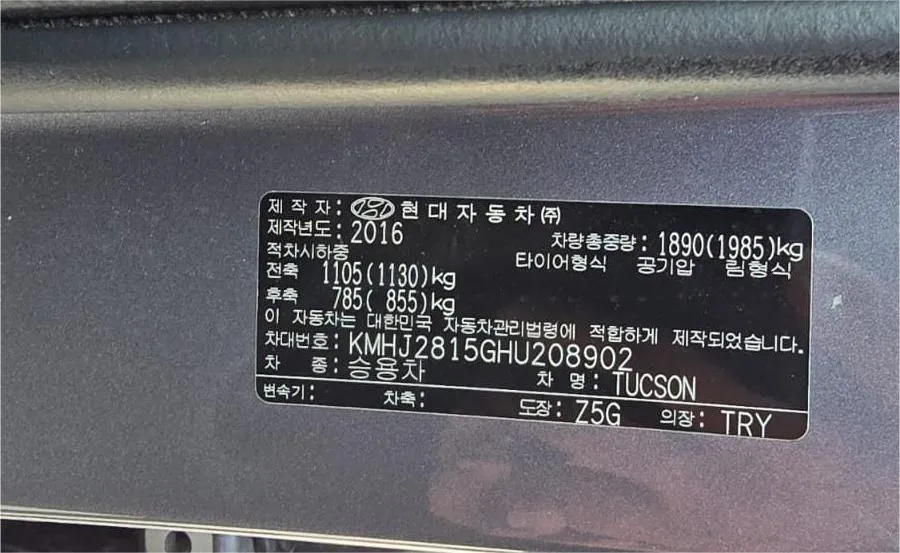 제작자: 현대자동차㈜
제작년도: 2016 차량총중량: 1890(1985)kg
적차시하중 타이어형식 공기압 림형식
전축 1105(1130)kg
후축 785( 855)kg
이 자동차는 대한민국 자동차관리법령에 적합하게 제작되었습니다.
차대번호: KMHJ2815GHU208902
차 종: 승용차 차 명: TUCSON
변속기: 차축: 도장: Z5G 의장: TRY